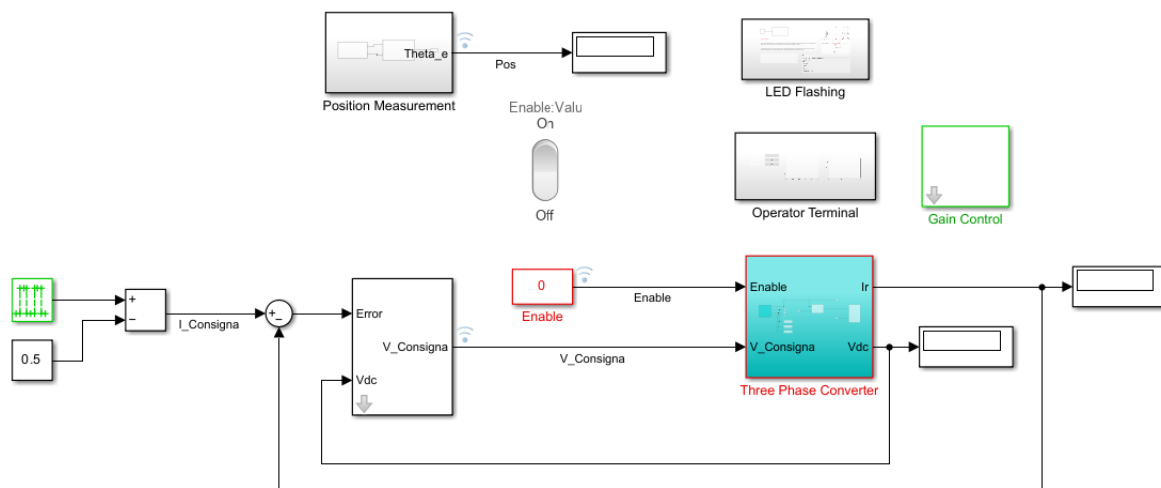 Theta_e
Pos
Position Measurement
LED Flashing
Enable:Valu
On
Off
Operator Terminal
Gain Control
+
−
I_Consigna
0.5
+
−
Error
V_Consigna
Vdc
0
Enable
Enable
V_Consigna
Enable
Ir
V_Consigna
Vdc
Three Phase Converter